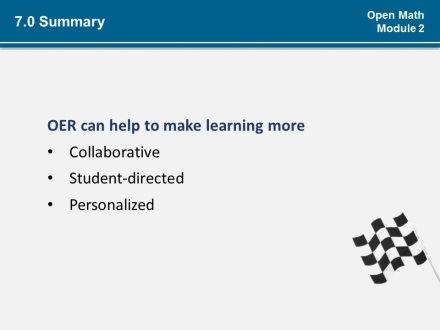 7.0 Summary
Open Math
Module 2
OER can help to make learning more
• Collaborative
• Student-directed
• Personalized